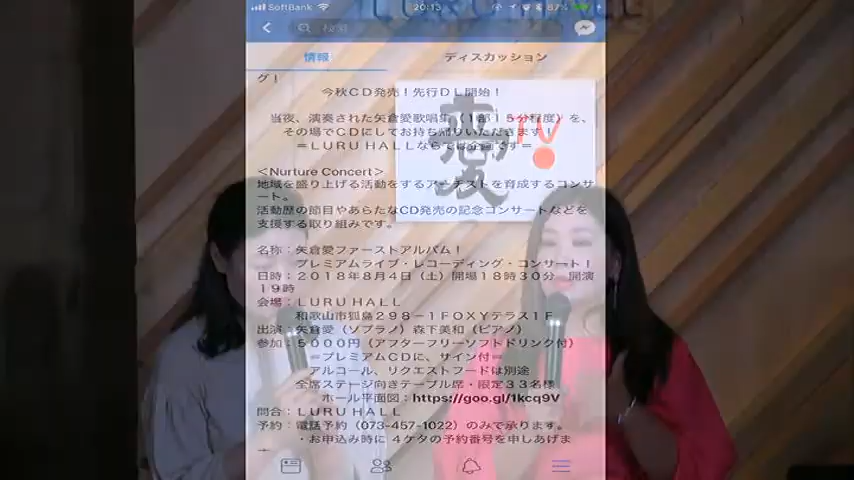 LURU HALL
SoftBank 20:13 87%
検索
情報 ディスカッション
グ！
今秋ＣＤ発売！先行ＤＬ開始！
当夜、演奏された矢倉愛歌唱集（１部１５分程度）を、
その場でＣＤにしてお持ち帰りいただきます！
＝ＬＵＲＵ ＨＡＬＬならではの企画です＝
愛TV
＜Nurture Concert＞
地域を盛り上げる活動をするアーチストを育成するコンサ
ート。
活動歴の節目やあらたなCD発売の記念コンサートなどを
支援する取り組みです。
名称：矢倉愛ファーストアルバム！
プレミアムライブ・レコーディング・コンサート！
日時：２０１８年８月４日（土）開場１８時３０分　開演
１９時
会場：ＬＵＲＵ ＨＡＬＬ
和歌山市狐島２９８－１ＦＯＸＹテラス１Ｆ
出演：矢倉愛（ソプラノ）森下美和（ピアノ）
参加：５０００円（アフターフリーソフトドリンク付）
＝プレミアムＣＤに、サイン付＝
アルコール、リクエストフードは別途
全席ステージ向きテーブル席・限定３３名様
ホール平面図：https://goo.gl/1kcq9V
問合：ＬＵＲＵ ＨＡＬＬ
予約：電話予約（073-457-1022）のみで承ります。
・お申込み時に ４ケタの予約番号を申しあげま